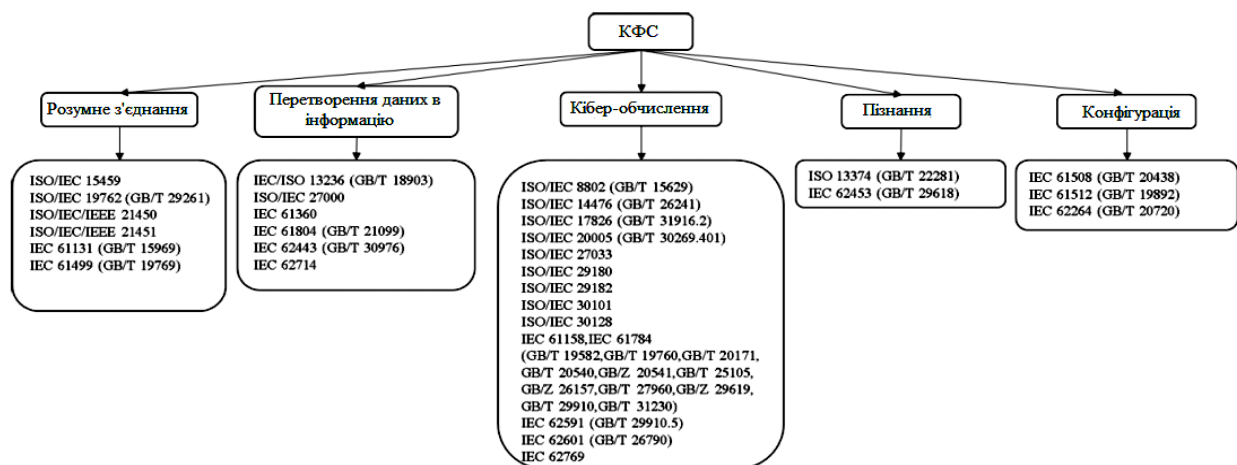 КФС
Розумне з'єднання
Перетворення даних в
інформацію
Кібер-обчислення
Пізнання
Конфігурація
ISO/IEC 15459
ISO/IEC 19762 (GB/T 29261)
ISO/IEC/IEEE 21450
ISO/IEC/IEEE 21451
IEC 61131 (GB/T 15969)
IEC 61499 (GB/T 19769)
IEC/ISO 13236 (GB/T 18903)
ISO/IEC 27000
IEC 61360
IEC 61804 (GB/T 21099)
IEC 62443 (GB/T 30976)
IEC 62714
ISO/IEC 8802 (GB/T 15629)
ISO/IEC 14476 (GB/T 26241)
ISO/IEC 17826 (GB/T 31916.2)
ISO/IEC 20005 (GB/T 30269.401)
ISO/IEC 27033
ISO/IEC 29180
ISO/IEC 29182
ISO/IEC 30101
ISO/IEC 30128
IEC 61158,IEC 61784
(GB/T 19582,GB/T 19760,GB/T 20171,
GB/T 20540,GB/Z 20541,GB/T 25105,
GB/Z 26157,GB/T 27960,GB/Z 29619,
GB/T 29910,GB/T 31230)
IEC 62591 (GB/T 29910.5)
IEC 62601 (GB/T 26790)
IEC 62769
ISO 13374 (GB/T 22281)
IEC 62453 (GB/T 29618)
IEC 61508 (GB/T 20438)
IEC 61512 (GB/T 19892)
IEC 62264 (GB/T 20720)